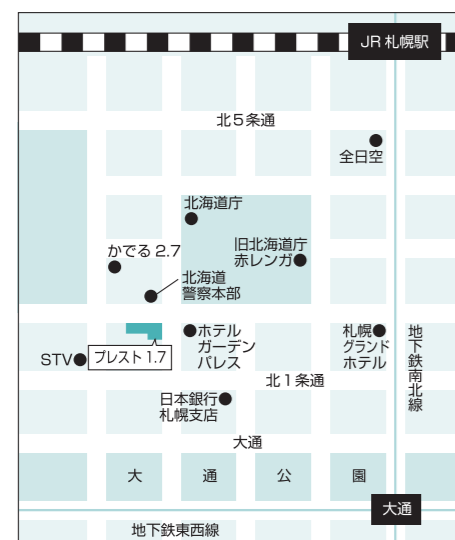 JR 札幌駅
北5条通
全日空
北海道庁
旧北海道庁
赤レンガ
かでる 2.7
北海道
警察本部
ホテル
ガーデン
パレス
札幌
グランド
ホテル
地下鉄南北線
STV
プレスト 1.7
北1条通
日本銀行
札幌支店
大通
大 通 公 園
大通
地下鉄東西線